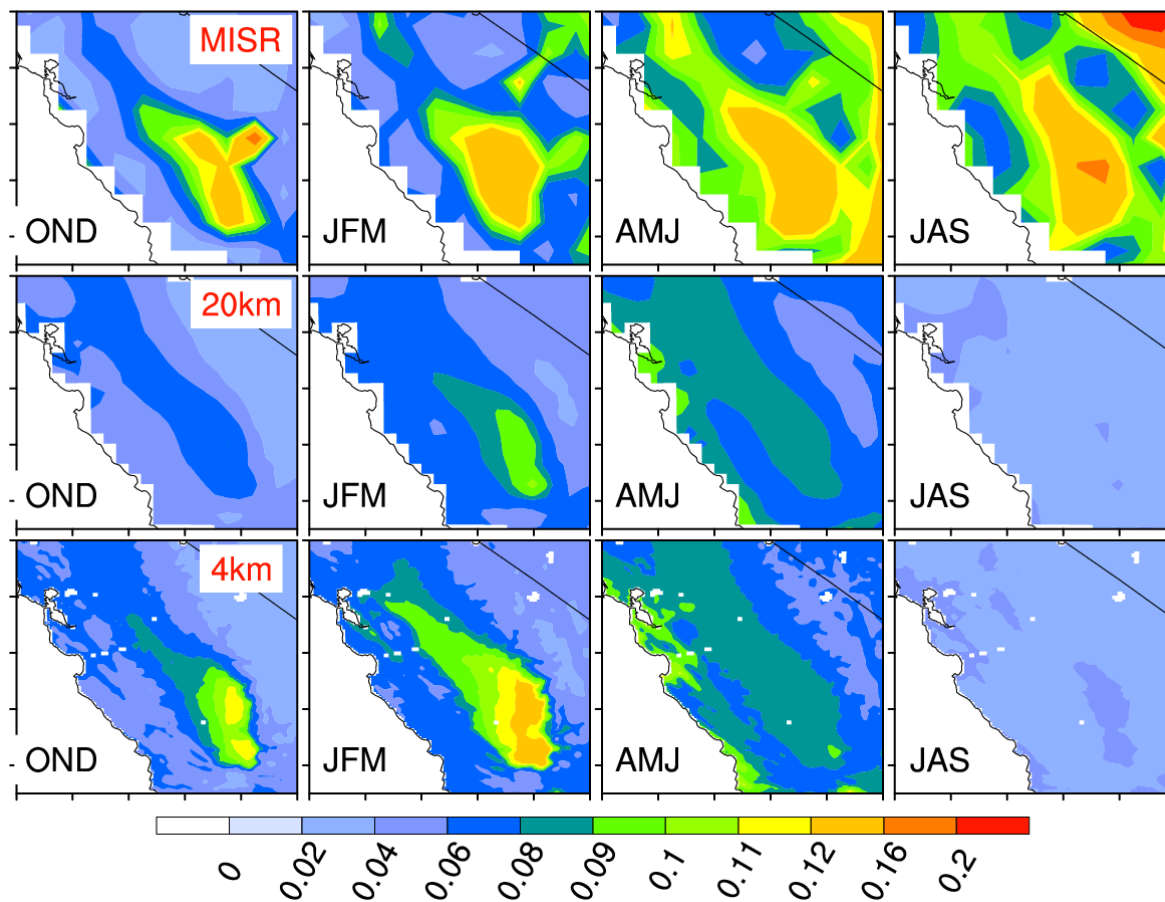 MISR
OND
JFM
AMJ
JAS
20km
OND
JFM
AMJ
JAS
4km
OND
JFM
AMJ
JAS
0
0.02
0.04
0.06
0.08
0.09
0.1
0.11
0.12
0.16
0.2